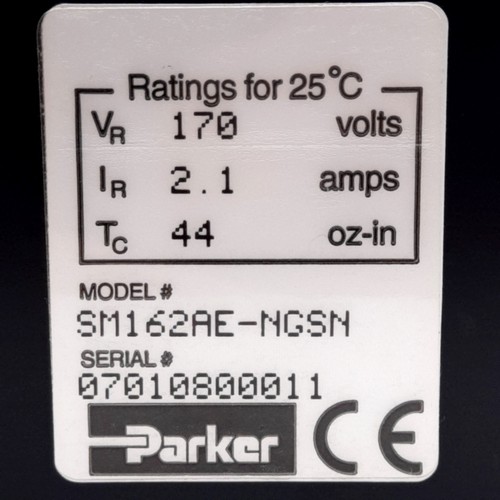 Ratings for 25°C
VR 170 volts
IR 2.1 amps
TC 44 oz-in
MODEL #
SM162AE-NGSN
SERIAL #
07010800011
Parker CE